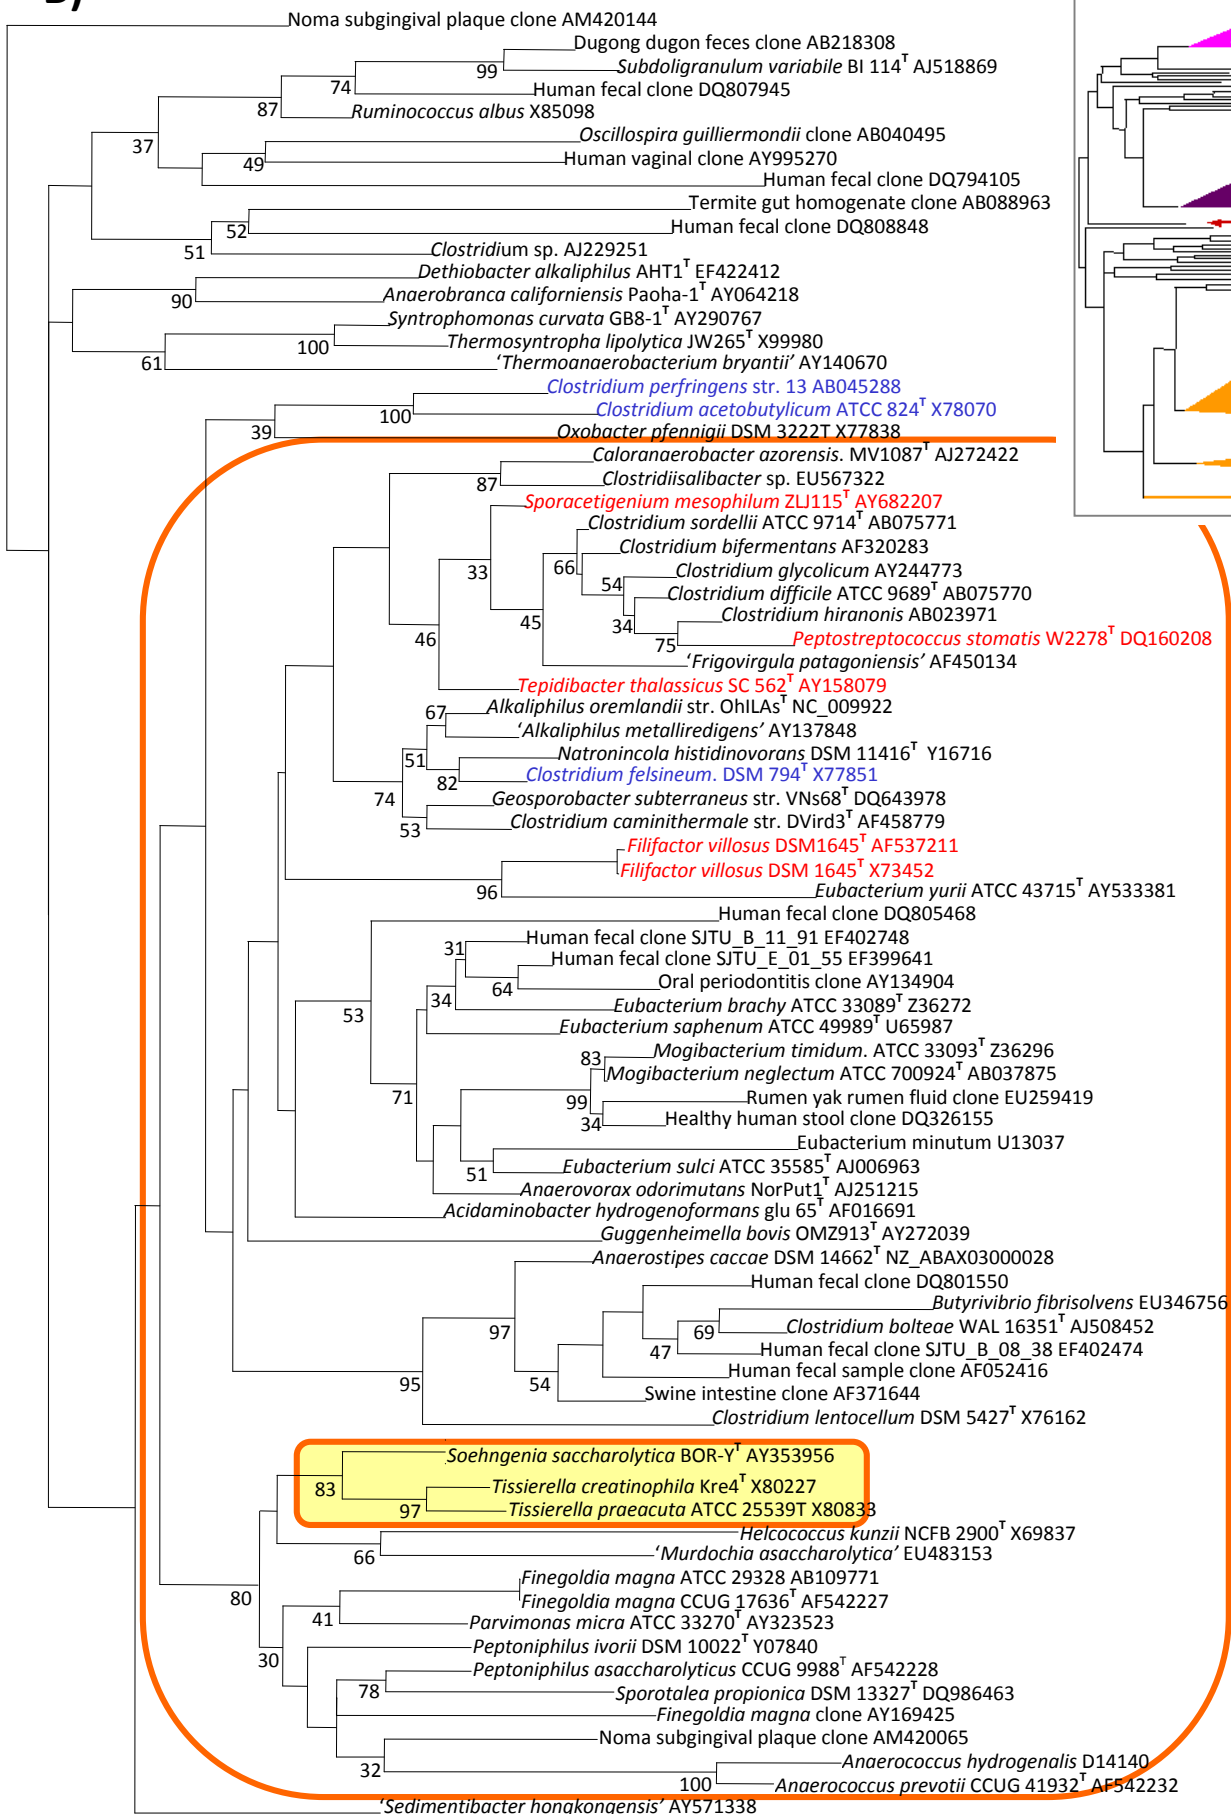 B)
Noma subgingival plaque clone AM420144
Dugong dugon feces clone AB218308
99
Subdoligranulum variabile BI 114T AJ518869
74
Human fecal clone DQ807945
87
Ruminococcus albus X85098
Oscillospira guilliermondii clone AB040495
37
49
Human vaginal clone AY995270
Human fecal clone DQ794105
Termite gut homogenate clone AB088963
52
Human fecal clone DQ808848
51
Clostridium sp. AJ229251
Dethiobacter alkaliphilus AHT1T EF422412
90
Anaerobranca californiensis Paoha-1T AY064218
Syntrophomonas curvata GB8-1T AY290767
100
Thermosyntropha lipolytica JW265T X99980
61
‘Thermoanaerobacterium bryantii’ AY140670
Clostridium perfringens str. 13 AB045288
100
Clostridium acetobutylicum ATCC 824T X78070
39
Oxobacter pfennigii DSM 3222T X77838
Caloranaerobacter azorensis. MV1087T AJ272422
87
Clostridiisalibacter sp. EU567322
Sporacetigenium mesophilum ZLJ115T AY682207
Clostridium sordellii ATCC 9714T AB075771
Clostridium bifermentans AF320283
33
66
Clostridium glycolicum AY244773
54
Clostridium difficile ATCC 9689T AB075770
Clostridium hiranonis AB023971
45
34
46
75
Peptostreptococcus stomatis W2278T DQ160208
‘Frigovirgula patagoniensis’ AF450134
Tepidibacter thalassicus SC 562T AY158079
67
Alkaliphilus oremlandii str. OhILAsT NC_009922
‘Alkaliphilus metalliredigens’ AY137848
51
Natronincola histidinovorans DSM 11416T Y16716
82
Clostridium felsineum. DSM 794T X77851
74
Geosporobacter subterraneus str. VNs68T DQ643978
53
Clostridium caminithermale str. DVird3T AF458779
Filifactor villosus DSM1645T AF537211
Filifactor villosus DSM 1645T X73452
96
Eubacterium yurii ATCC 43715T AY533381
Human fecal clone DQ805468
31
Human fecal clone SJTU_B_11_91 EF402748
Human fecal clone SJTU_E_01_55 EF399641
64
Oral periodontitis clone AY134904
34
Eubacterium brachy ATCC 33089T Z36272
53
Eubacterium saphenum ATCC 49989T U65987
83
Mogibacterium timidum. ATCC 33093T Z36296
Mogibacterium neglectum ATCC 700924T AB037875
71
99
Rumen yak rumen fluid clone EU259419
34
Healthy human stool clone DQ326155
Eubacterium minutum U13037
51
Eubacterium sulci ATCC 35585T AJ006963
Anaerovorax odorimutans NorPut1T AJ251215
Acidaminobacter hydrogenoformans glu 65T AF016691
Guggenheimella bovis OMZ913T AY272039
Anaerostipes caccae DSM 14662T NZ_ABAX03000028
Human fecal clone DQ801550
Butyrivibrio fibrisolvens EU346756
97
69
Clostridium bolteae WAL 16351T AJ508452
47
Human fecal clone SJTU_B_08_38 EF402474
Human fecal sample clone AF052416
95
54
Swine intestine clone AF371644
Clostridium lentocellum DSM 5427T X76162
Soehngenia saccharolytica BOR-YT AY353956
83
Tissierella creatinophila Kre4T X80227
97
Tissierella praeacuta ATCC 25539T X80833
Helcococcus kunzii NCFB 2900T X69837
66
‘Murdochia asaccharolytica’ EU483153
Finegoldia magna ATCC 29328 AB109771
80
Finegoldia magna CCUG 17636T AF542227
41
Parvimonas micra ATCC 33270T AY323523
Peptoniphilus ivorii DSM 10022T Y07840
30
Peptoniphilus asaccharolyticus CCUG 9988T AF542228
78
Sporotalea propionica DSM 13327T DQ986463
Finegoldia magna clone AY169425
Noma subgingival plaque clone AM420065
32
Anaerococcus hydrogenalis D14140
100
Anaerococcus prevotii CCUG 41932T AF542232
‘Sedimentibacter hongkongensis’ AY571338